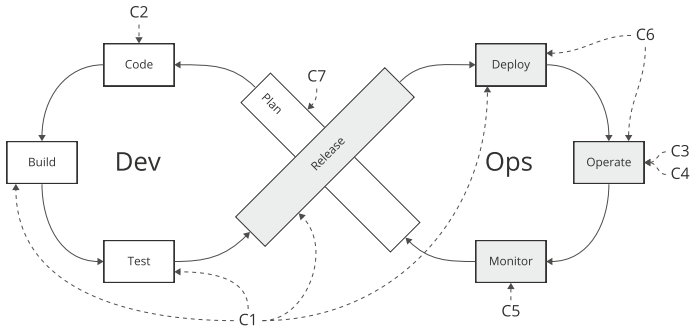 C2
C6
Code
Deploy
C7
Plan
Release
Build
Dev
Ops
Operate
C3
C4
Test
Monitor
C1
C5